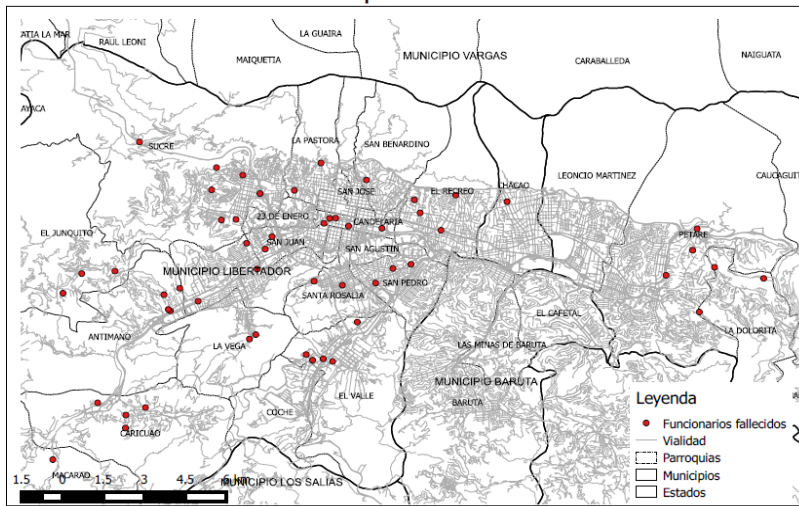 LA GUAIRA
ATIA LA MAR
RAUL LEONI
MAIQUETIA
MUNICIPIO VARGAS
CARABALLEDA
NAIGUATA
AYACA
SUCRE
LA PASTORA
SAN BENARDINO
LEONCIO MARTINEZ
CAUCAGUIT
SAN JOSE
EL RECREO
CHACAO
23 DE ENERO
CANDELARIA
EL JUNQUITO
SAN JUAN
PETARE
SAN AGUSTIN
MUNICIPIO LIBERTADOR
SAN PEDRO
SANTA ROSALIA
EL CAFETAL
ANTIMANO
LA VEGA
LAS MINAS DE BARUTA
LA DOLORITA
MUNICIPIO BARUTA
EL VALLE
BARUTA
COCHE
CARICUAO
MACARAO
MUNICIPIO LOS SALIAS
1.5 0 1.5 3 4.5 6 km
Leyenda
Funcionarios fallecidos
Vialidad
Parroquias
Municipios
Estados